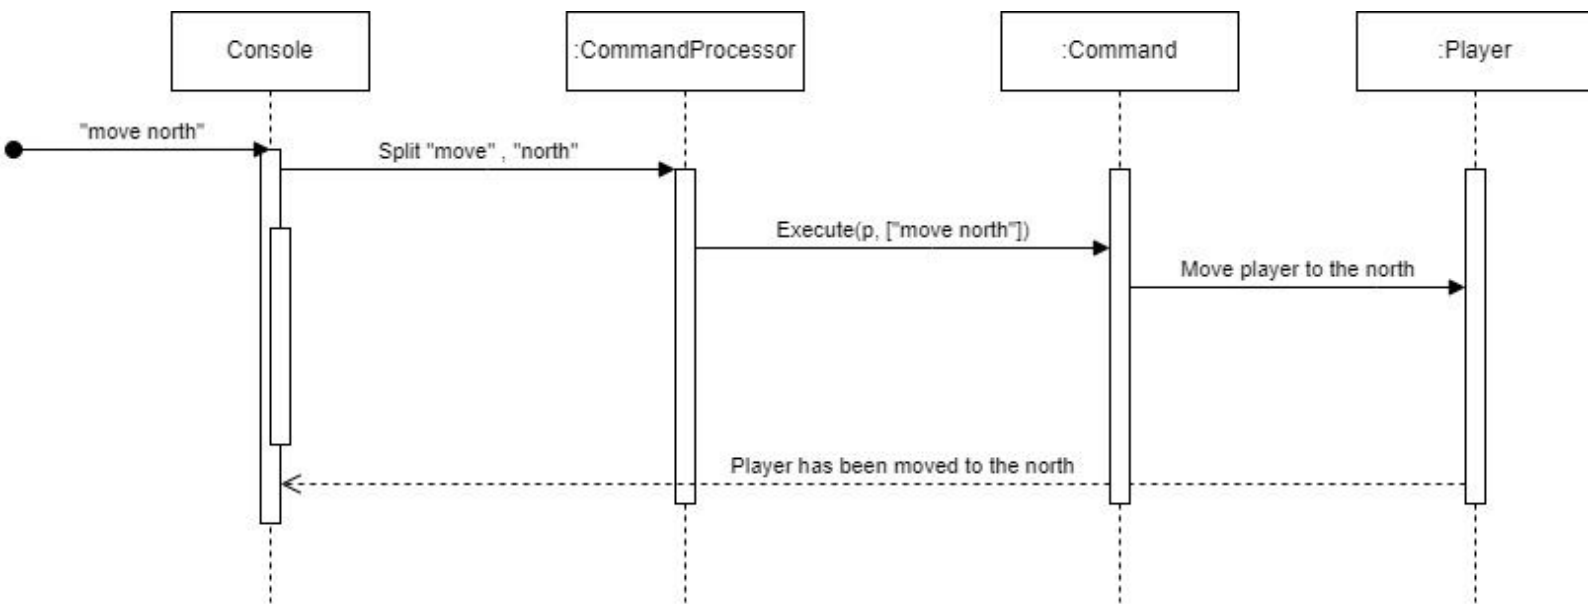 Console
:CommandProcessor
:Command
:Player
"move north"
Split "move" , "north"
Execute(p, ["move north"])
Move player to the north
Player has been moved to the north